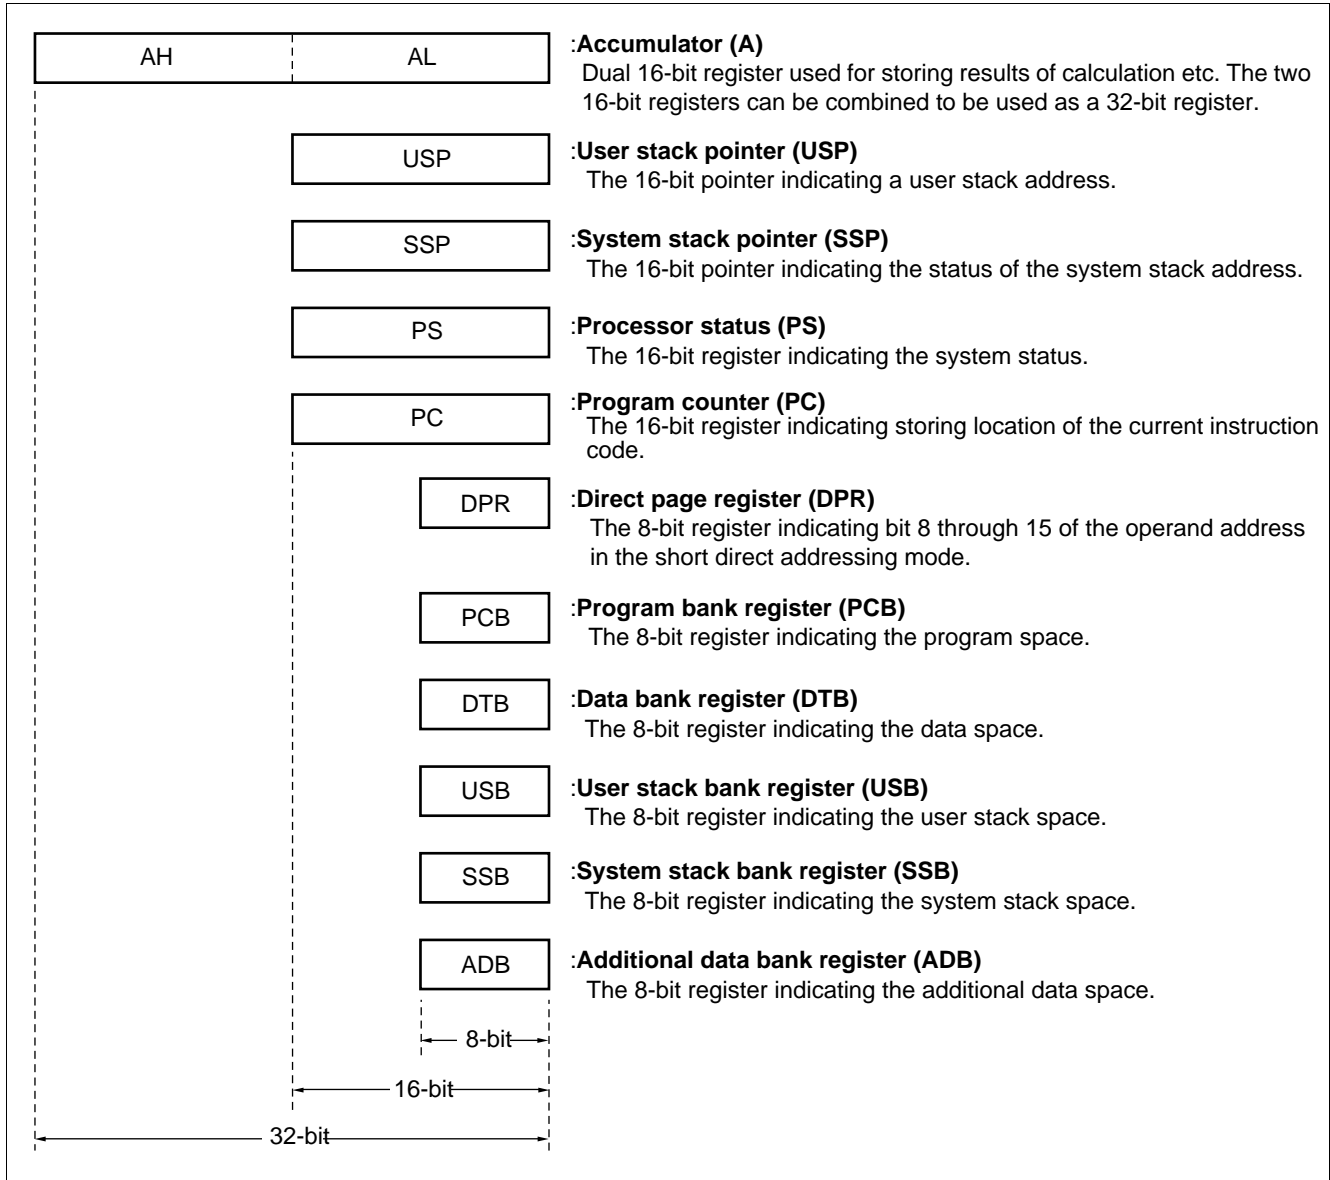 AH AL :Accumulator (A)
Dual 16-bit register used for storing results of calculation etc. The two
16-bit registers can be combined to be used as a 32-bit register.
USP :User stack pointer (USP)
The 16-bit pointer indicating a user stack address.
SSP :System stack pointer (SSP)
The 16-bit pointer indicating the status of the system stack address.
PS :Processor status (PS)
The 16-bit register indicating the system status.
PC :Program counter (PC)
The 16-bit register indicating storing location of the current instruction
code.
DPR :Direct page register (DPR)
The 8-bit register indicating bit 8 through 15 of the operand address
in the short direct addressing mode.
PCB :Program bank register (PCB)
The 8-bit register indicating the program space.
DTB :Data bank register (DTB)
The 8-bit register indicating the data space.
USB :User stack bank register (USB)
The 8-bit register indicating the user stack space.
SSB :System stack bank register (SSB)
The 8-bit register indicating the system stack space.
ADB :Additional data bank register (ADB)
The 8-bit register indicating the additional data space.
8-bit
16-bit
32-bit